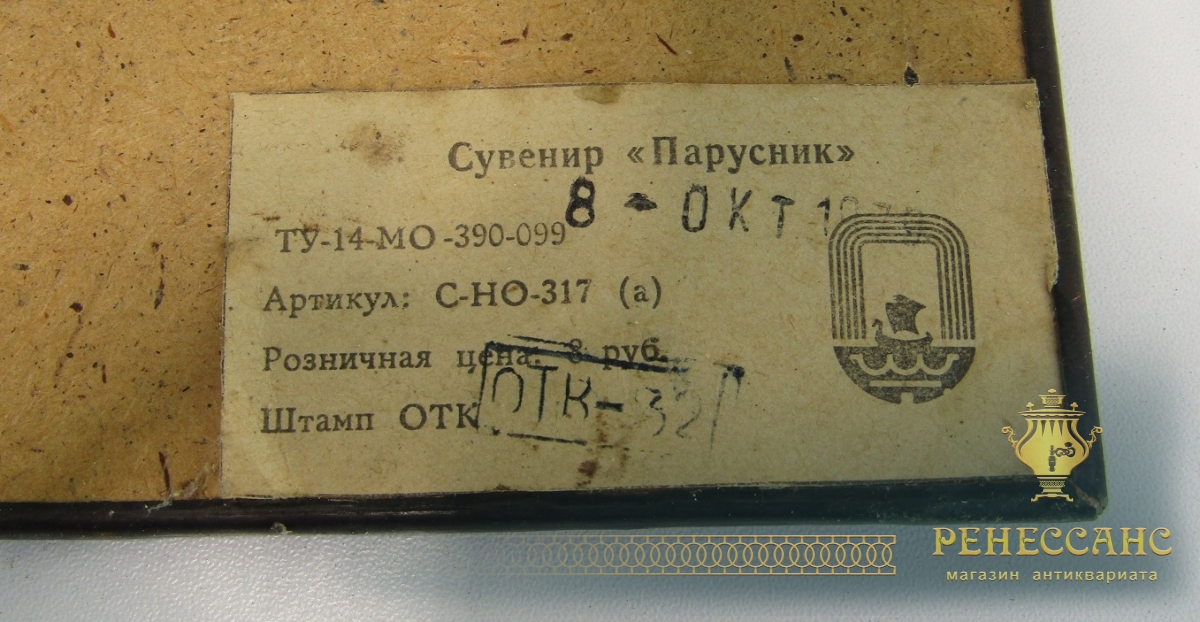 Сувенир «Парусник»
8 - ОКТ
ТУ-14-МО-390-099
Артикул: С-НО-317 (а)
Розничная цена: 8 руб.
Штамп ОТК
ОТК-32
РЕНЕССАНС
магазин антиквариата